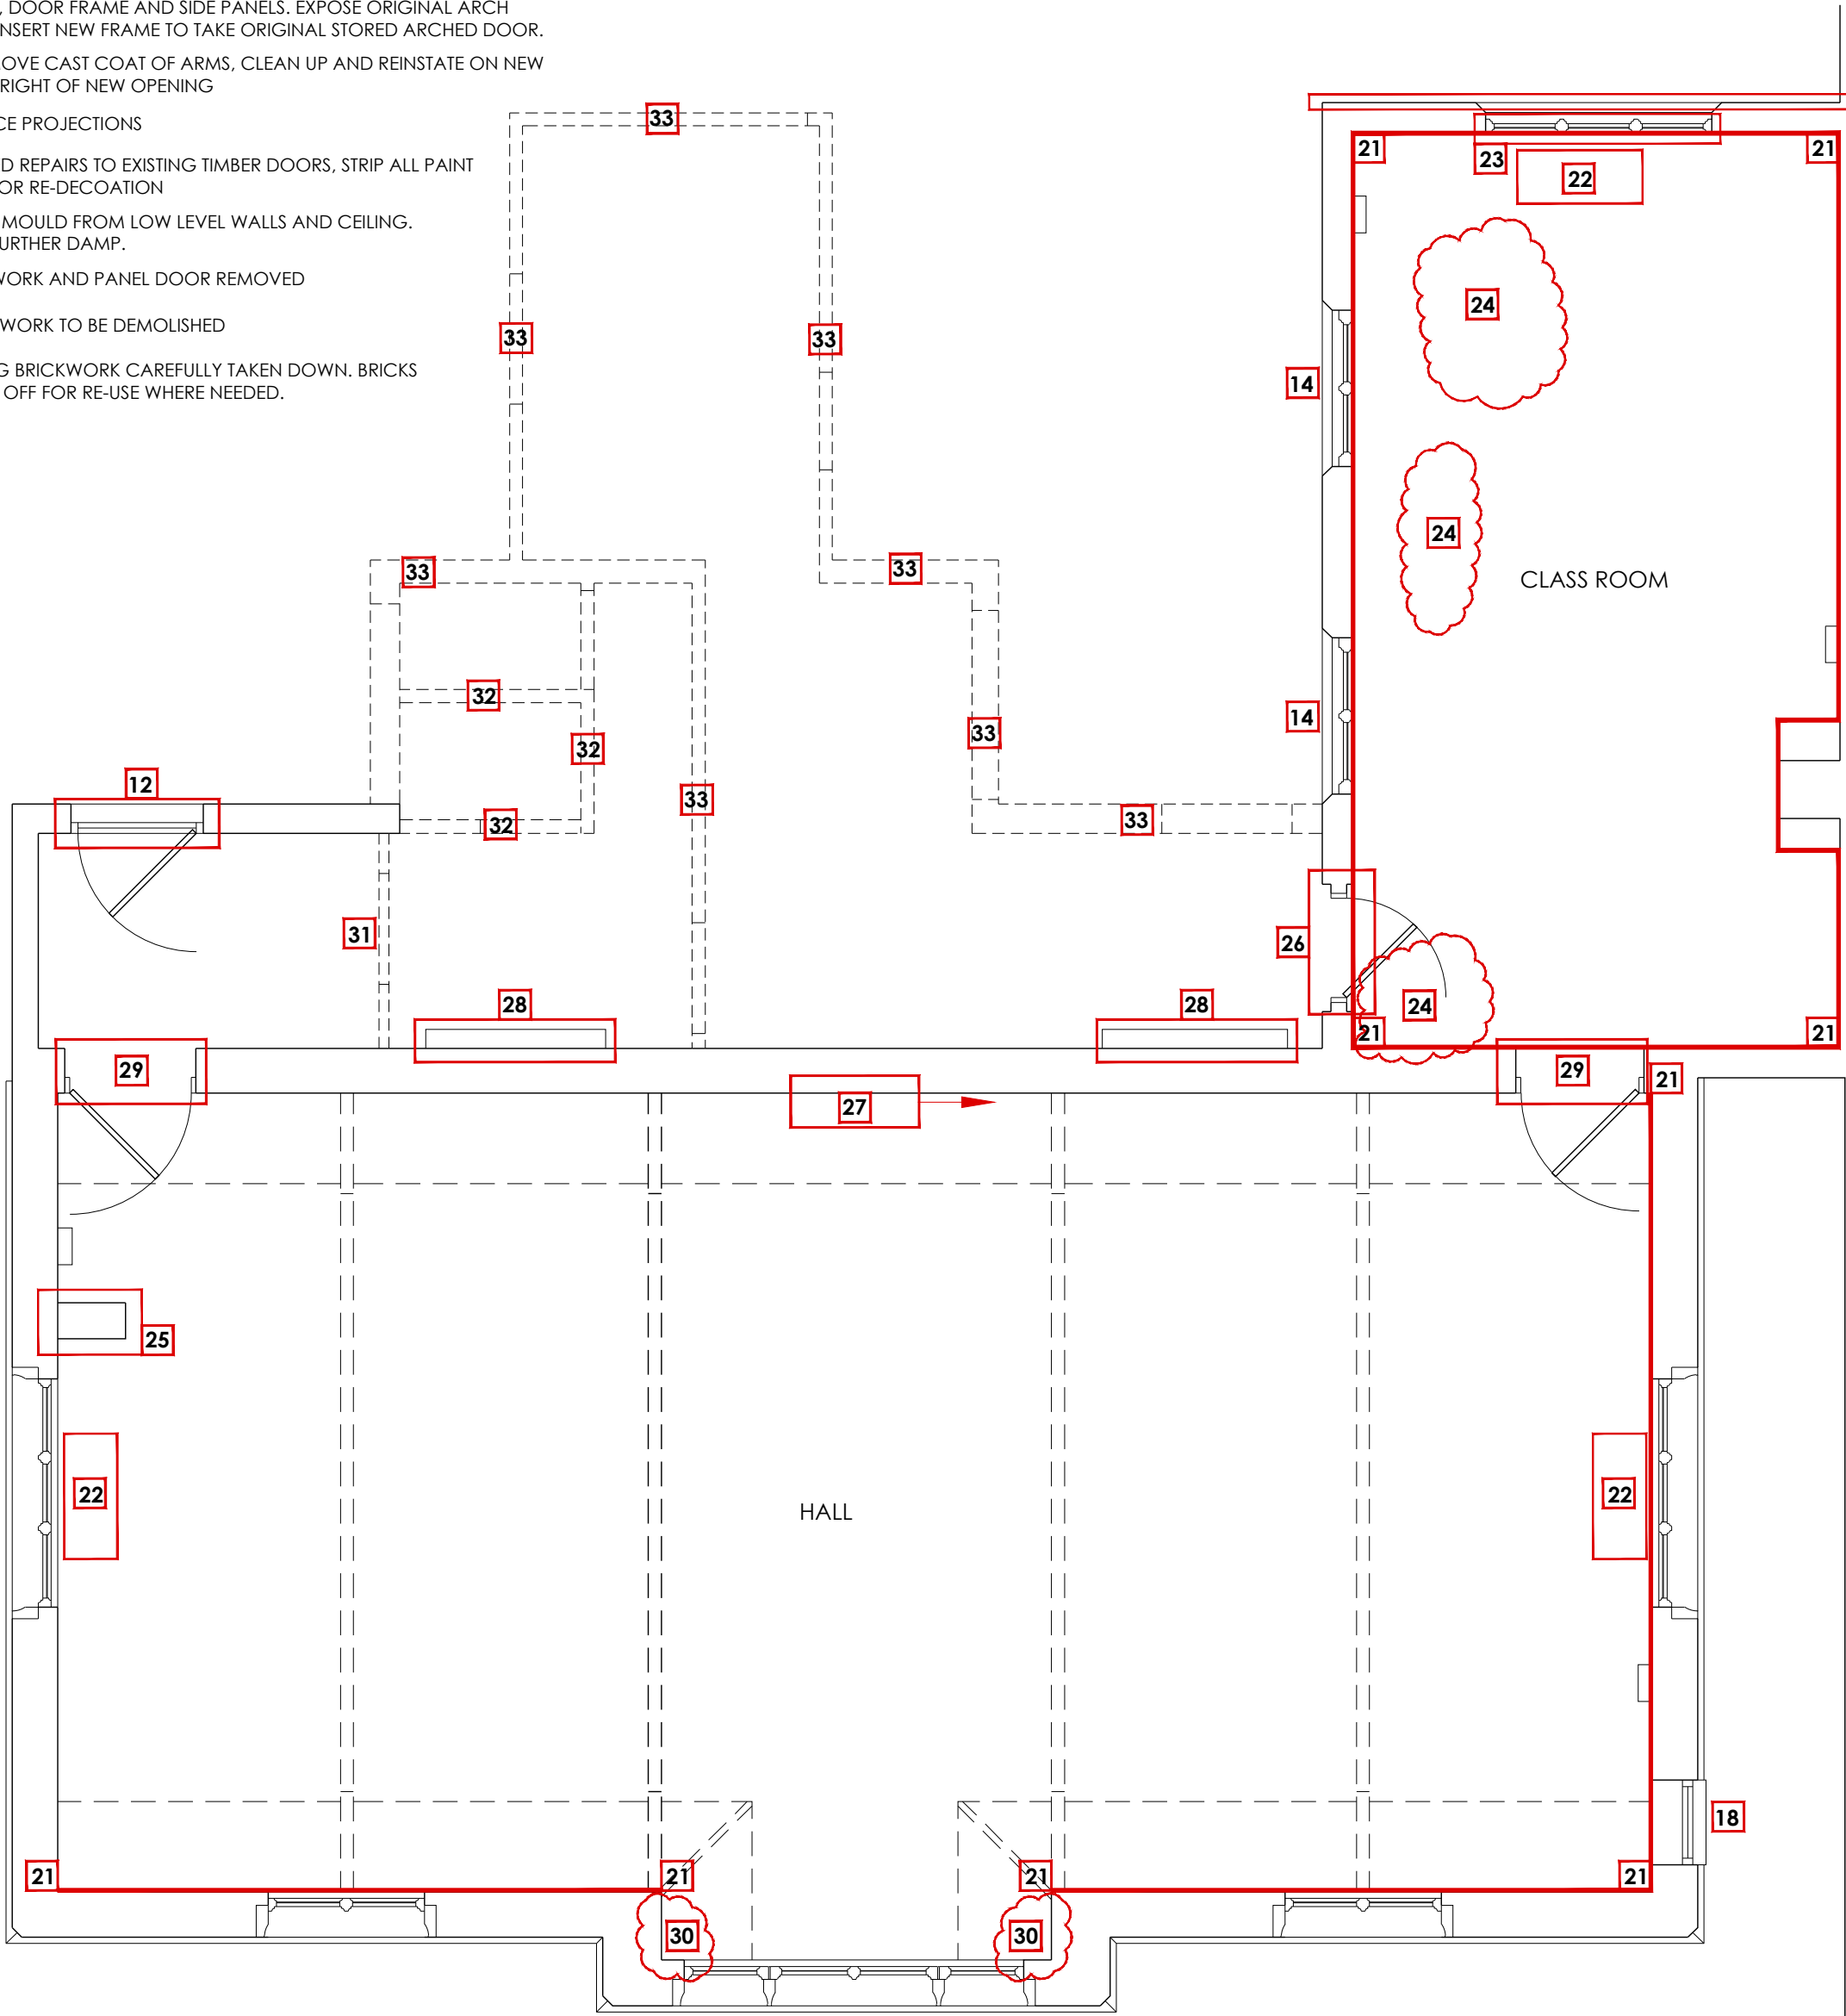 , DOOR FRAME AND SIDE PANELS. EXPOSE ORIGINAL ARCH
NSERT NEW FRAME TO TAKE ORIGINAL STORED ARCHED DOOR.
OVE CAST COAT OF ARMS, CLEAN UP AND REINSTATE ON NEW
RIGHT OF NEW OPENING
CE PROJECTIONS
D REPAIRS TO EXISTING TIMBER DOORS, STRIP ALL PAINT
OR RE-DECOATION
MOULD FROM LOW LEVEL WALLS AND CEILING.
URTHER DAMP.
WORK AND PANEL DOOR REMOVED
WORK TO BE DEMOLISHED
G BRICKWORK CAREFULLY TAKEN DOWN. BRICKS
OFF FOR RE-USE WHERE NEEDED.
33
21
21
23
22
24
33
33
14
24
33
33
CLASS ROOM
32
14
33
32
12
33
32
33
31
26
28
28
24
21
21
29
29
21
27
25
22
22
HALL
18
21
21
21
21
30
30